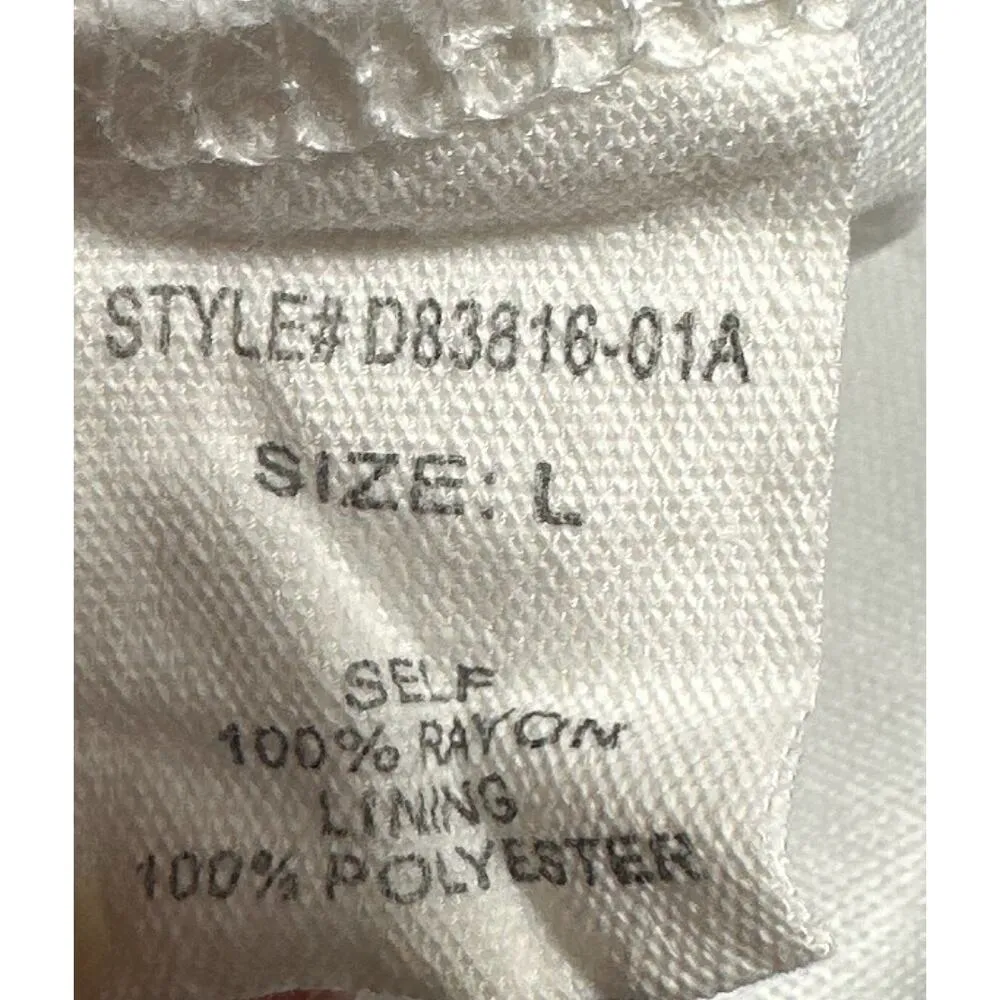 STYLE# D83816-01A
SIZE: L
SELF
100% RAYON
LINING
100% POLYESTER